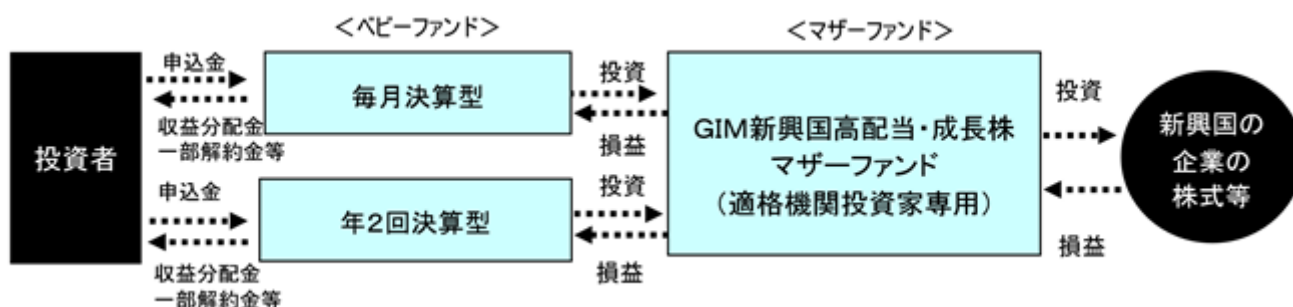 ＜ベビーファンド＞
＜マザーファンド＞
投資者
申込金
収益分配金
一部解約金等
申込金
収益分配金
一部解約金等
毎月決算型
年２回決算型
投資
損益
投資
損益
GIM新興国高配当・成長株
マザーファンド
（適格機関投資家専用）
投資
損益
新興国の
企業の
株式等